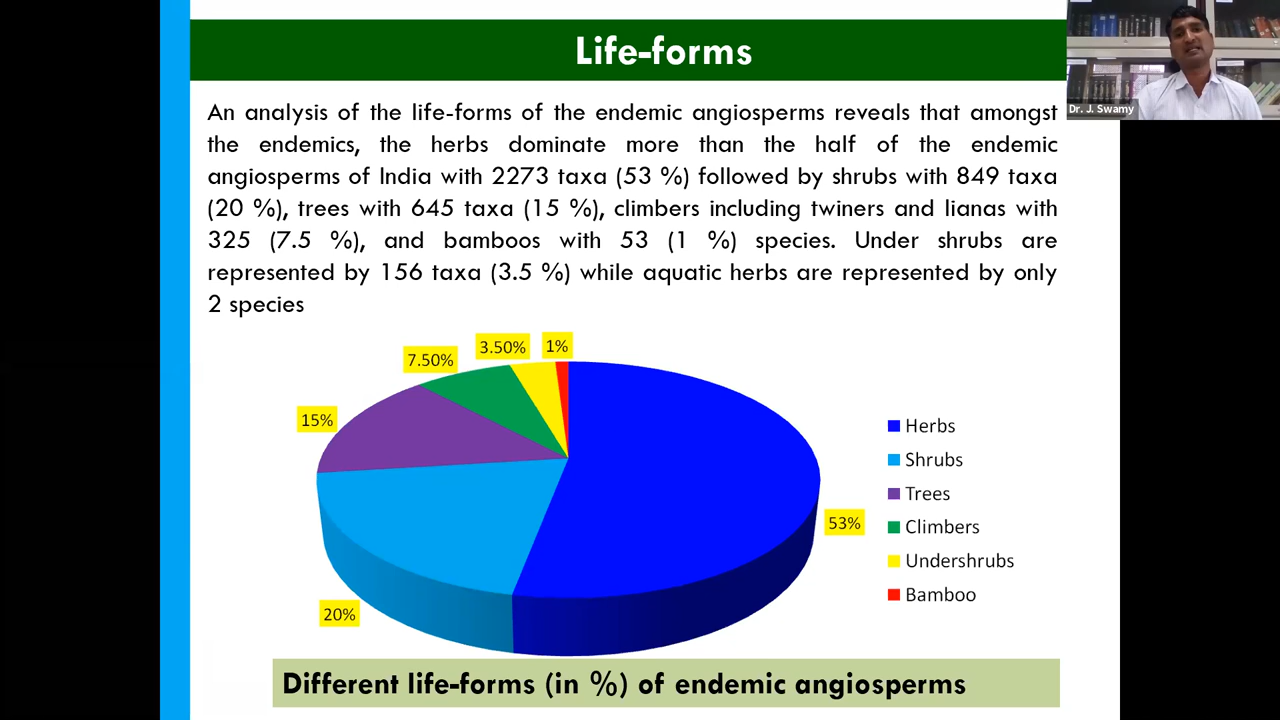 Life-forms
Dr. J. Swamy
An analysis of the life-forms of the endemic angiosperms reveals that amongst
the endemics, the herbs dominate more than the half of the endemic
angiosperms of India with 2273 taxa (53 %) followed by shrubs with 849 taxa
(20 %), trees with 645 taxa (15 %), climbers including twiners and lianas with
325 (7.5 %), and bamboos with 53 (1 %) species. Under shrubs are
represented by 156 taxa (3.5 %) while aquatic herbs are represented by only
2 species
1%
3.50%
7.50%
15%
53%
20%
Herbs
Shrubs
Trees
Climbers
Undershrubs
Bamboo
Different life-forms (in %) of endemic angiosperms